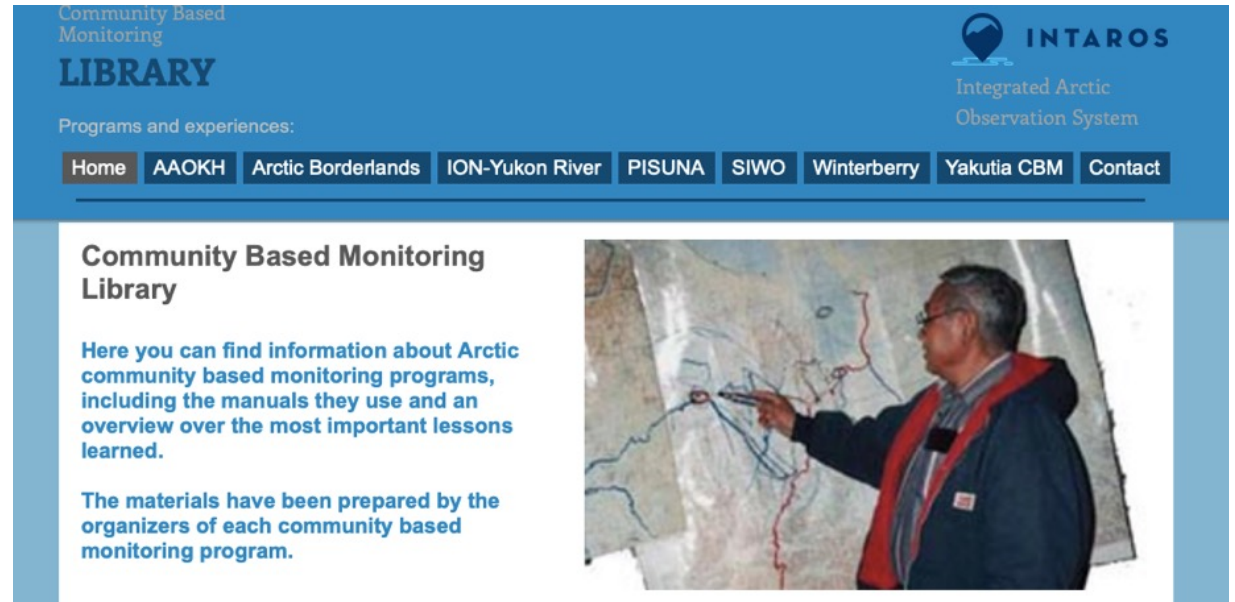 Community Based
Monitoring
LIBRARY
INTAROS
Integrated Arctic
Observation System
Programs and experiences:
Home AAOKH Arctic Borderlands ION-Yukon River PISUNA SIWO Winterberry Yakutia CBM Contact
Community Based Monitoring
Library
Here you can find information about Arctic
community based monitoring programs,
including the manuals they use and an
overview over the most important lessons
learned.
The materials have been prepared by the
organizers of each community based
monitoring program.